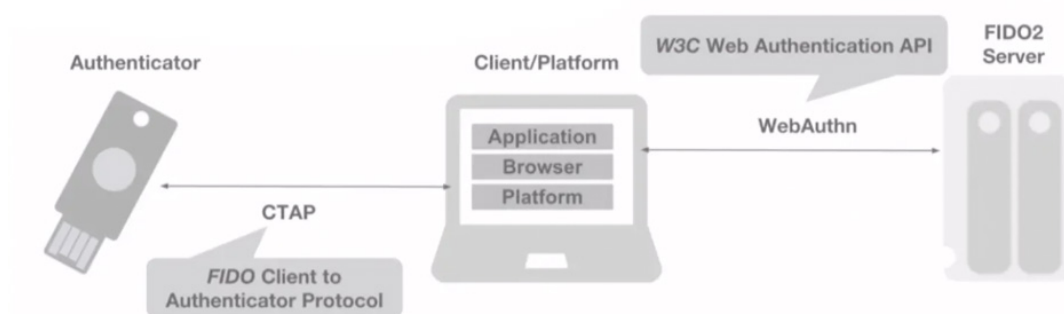 Authenticator
CTAP
FIDO Client to
Authenticator Protocol
Client/Platform
Application
Browser
Platform
W3C Web Authentication API
WebAuthn
FIDO2
Server